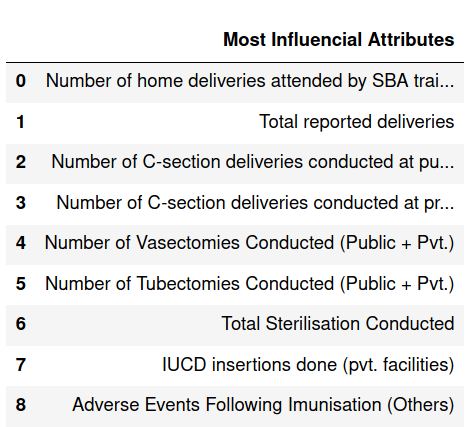 Most Influencial Attributes
0 Number of home deliveries attended by SBA trai...
1 Total reported deliveries
2 Number of C-section deliveries conducted at pu...
3 Number of C-section deliveries conducted at pr...
4 Number of Vasectomies Conducted (Public + Pvt.)
5 Number of Tubectomies Conducted (Public + Pvt.)
6 Total Sterilisation Conducted
7 IUCD insertions done (pvt. facilities)
8 Adverse Events Following Imunisation (Others)